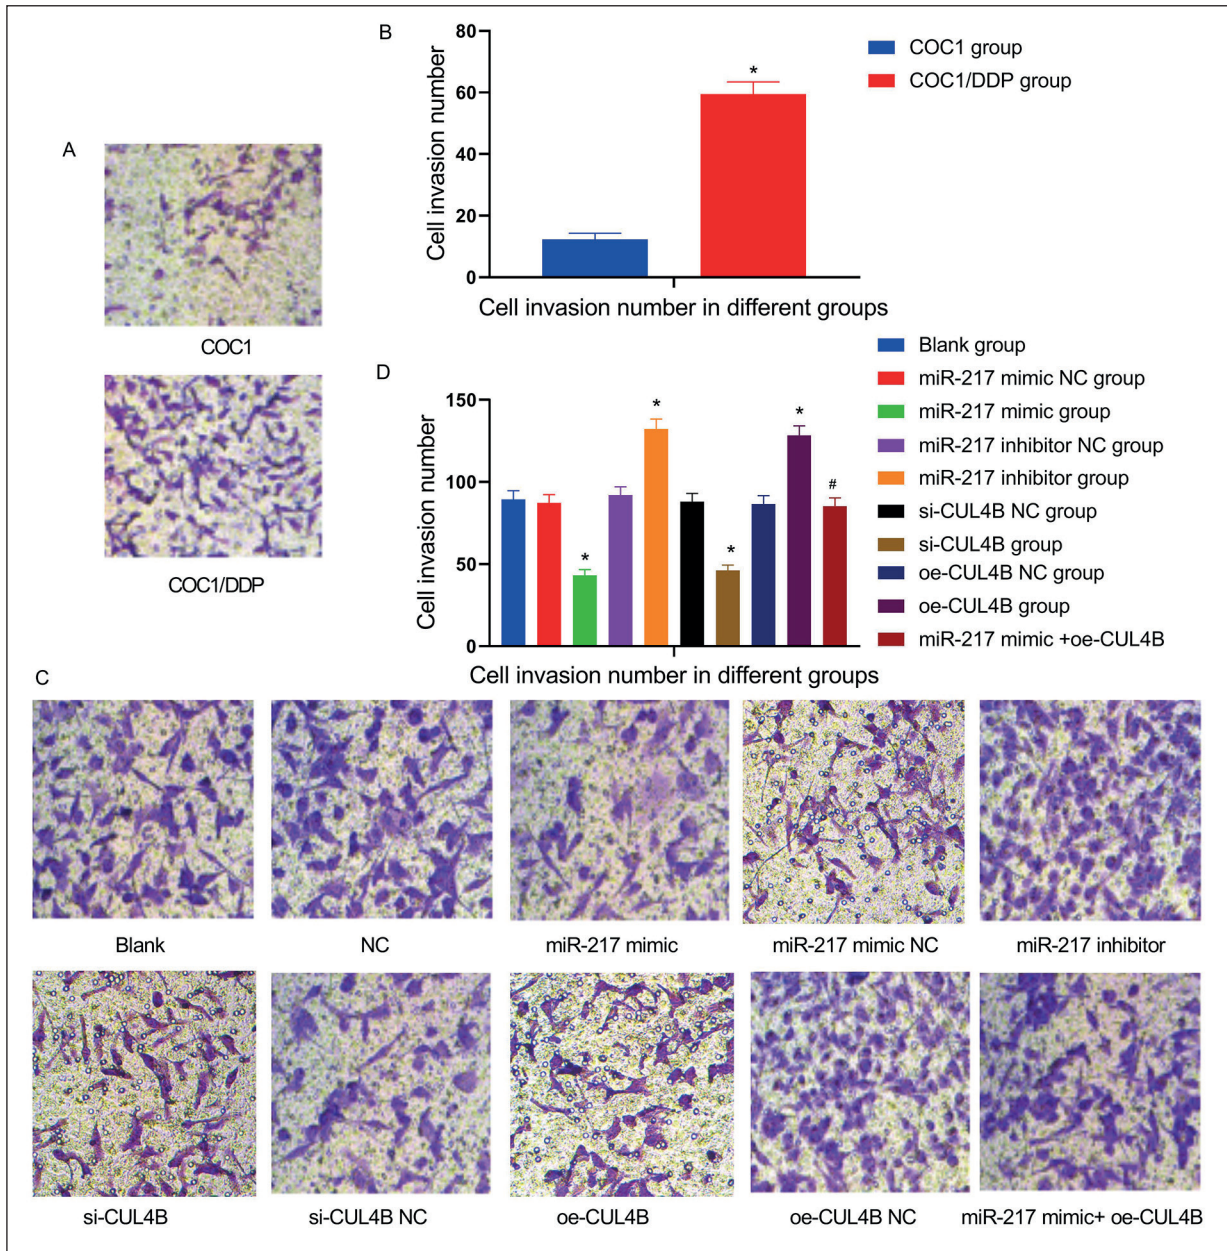 A
COC1
COC1/DDP
B
Cell invasion number
80
60
40
20
0
*
Cell invasion number in different groups
COC1 group
COC1/DDP group
D
Cell invasion number
150
100
50
0
*
*
*
*
#
Cell invasion number in different groups
Blank group
miR-217 mimic NC group
miR-217 mimic group
miR-217 inhibitor NC group
miR-217 inhibitor group
si-CUL4B NC group
si-CUL4B group
oe-CUL4B NC group
oe-CUL4B group
miR-217 mimic +oe-CUL4B
C
Blank
NC
miR-217 mimic
miR-217 mimic NC
miR-217 inhibitor
si-CUL4B
si-CUL4B NC
oe-CUL4B
oe-CUL4B NC
miR-217 mimic+ oe-CUL4B